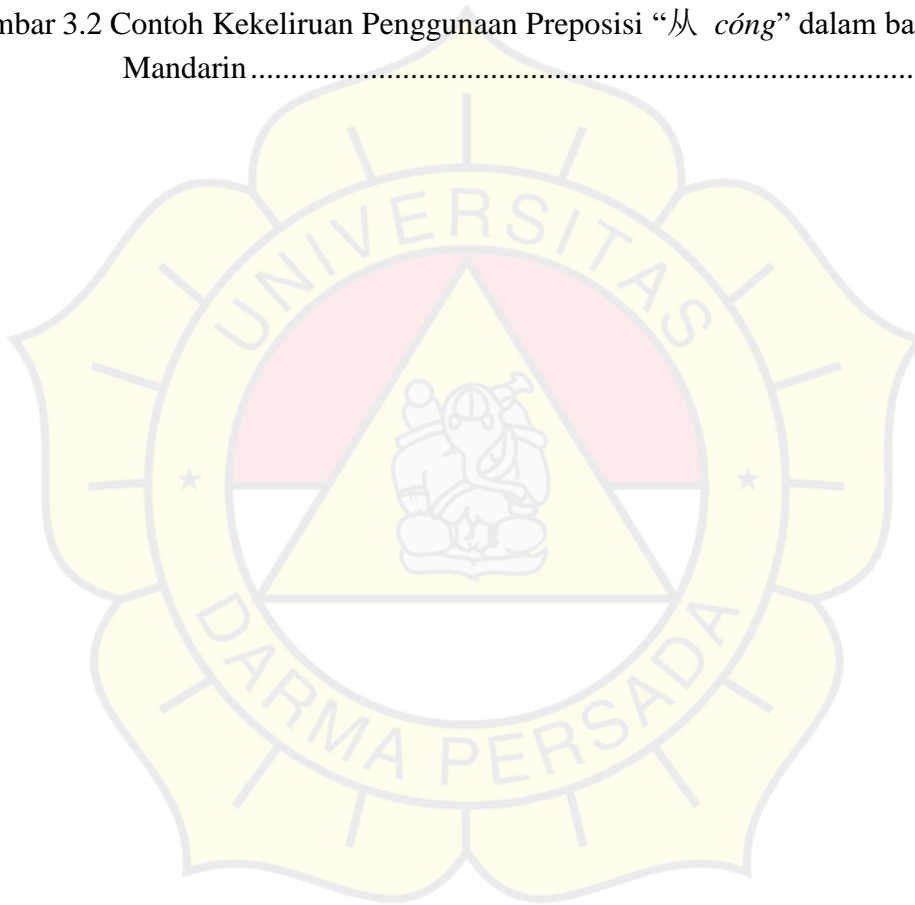 mbar 3.2 Contoh Kekeliruan Penggunaan Preposisi “从 cóng” dalam ba
Mandarin................................................................................
UNIVERSITAS
DARMA PERSADA